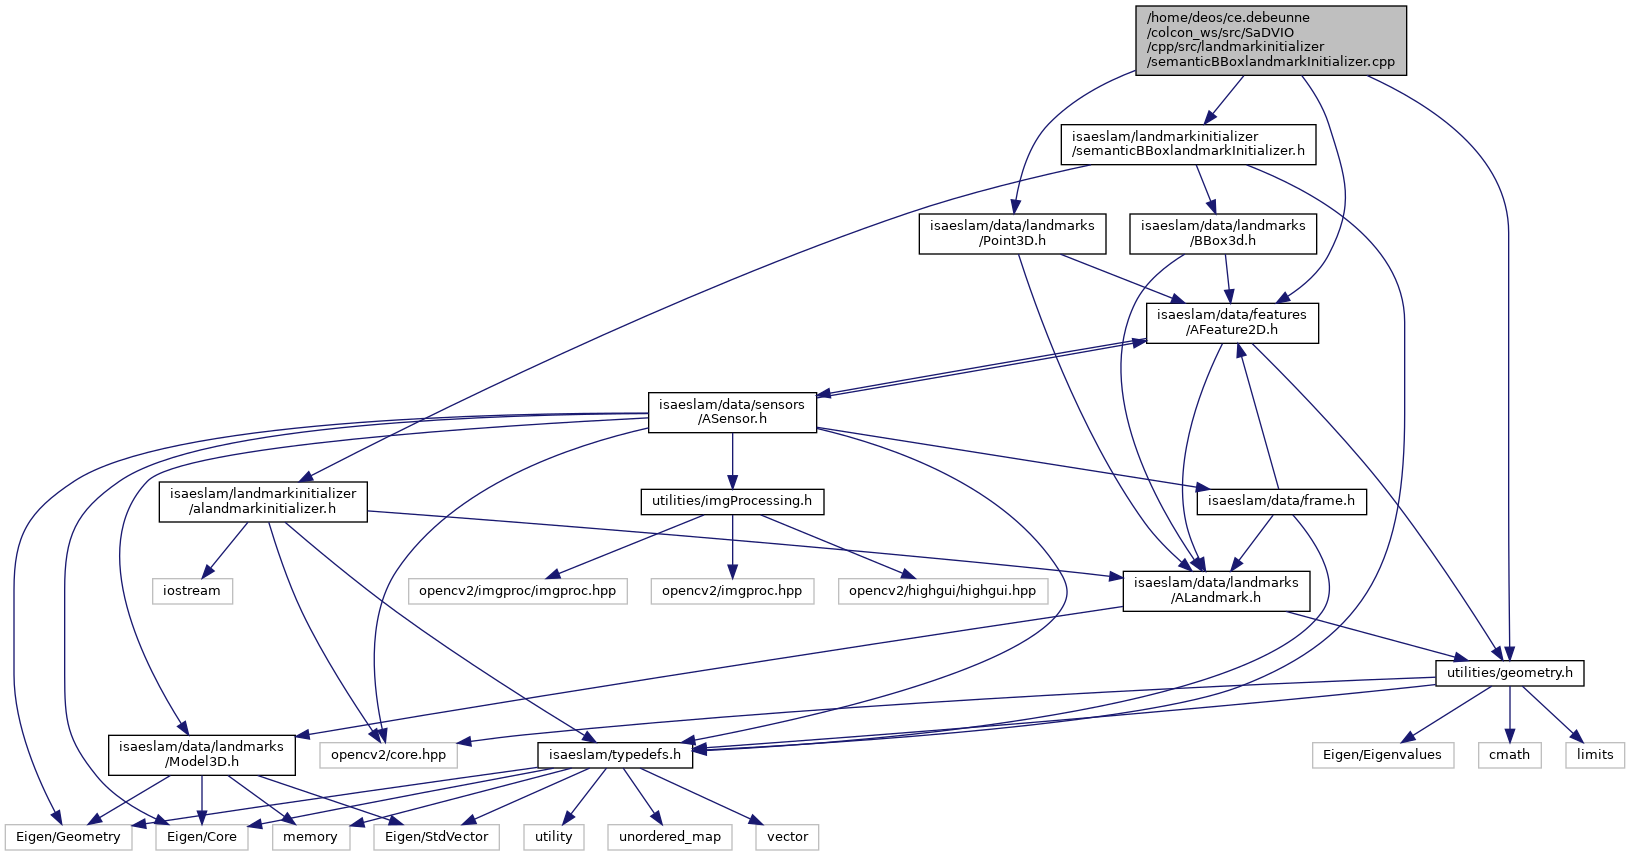 /home/deos/ce.debeunne
/colcon_ws/src/SaDVIO
/cpp/src/landmarkinitializer
/semanticBBoxlandmarkInitializer.cpp
isaeslam/landmarkinitializer
/semanticBBoxlandmarkInitializer.h
isaeslam/data/landmarks
/Point3D.h
isaeslam/data/landmarks
/BBox3d.h
isaeslam/data/features
/AFeature2D.h
isaeslam/data/sensors
/ASensor.h
isaeslam/landmarkinitializer
/alandmarkinitializer.h
utilities/imgProcessing.h
isaeslam/data/frame.h
iostream
opencv2/imgproc/imgproc.hpp
opencv2/imgproc.hpp
opencv2/highgui/highgui.hpp
isaeslam/data/landmarks
/ALandmark.h
utilities/geometry.h
isaeslam/data/landmarks
/Model3D.h
opencv2/core.hpp
isaeslam/typedefs.h
Eigen/Eigenvalues
cmath
limits
Eigen/Geometry
Eigen/Core
memory
Eigen/StdVector
utility
unordered_map
vector